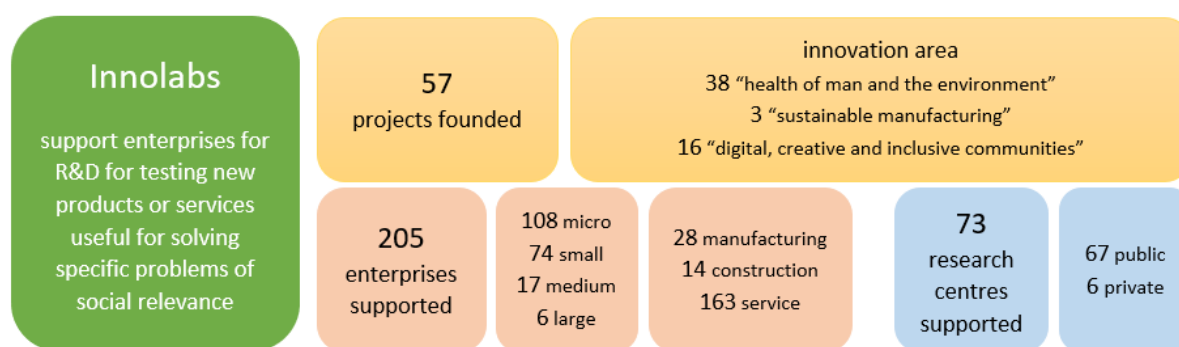 Innolabs
support enterprises for
R&D for testing new
products or services
useful for solving
specific problems of
social relevance
57
projects founded
innovation area
38 “health of man and the environment”
3 “sustainable manufacturing”
16 “digital, creative and inclusive communities”
205
enterprises
supported
108 micro
74 small
17 medium
6 large
28 manufacturing
14 construction
163 service
73
research
centres
supported
67 public
6 private